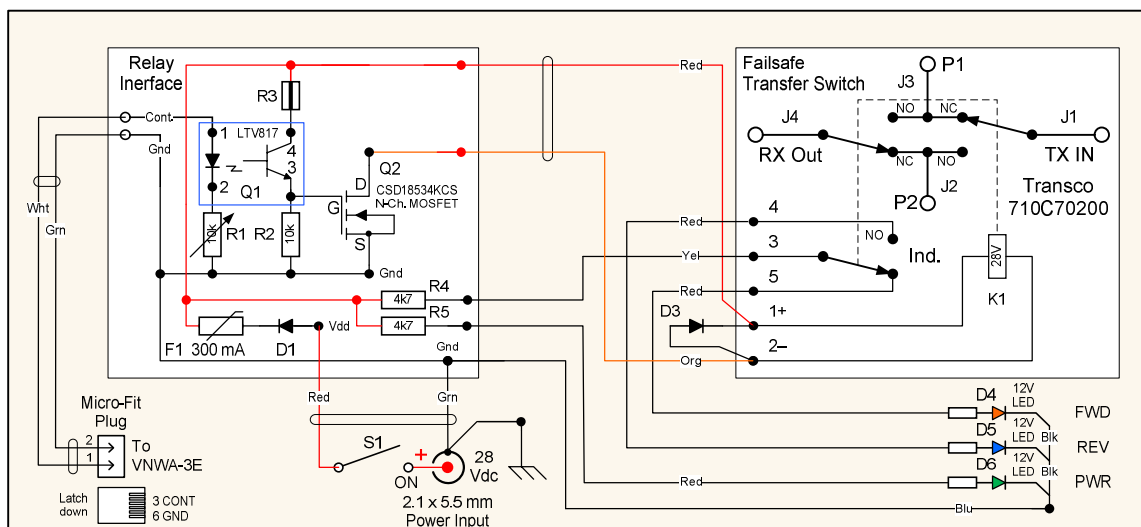 Relay
Inerface
Cont.
Gnd
1
2
LTV817
4
3
Q1
R3
R1
10k
R2
10k
Q2
D
G
S
CSD18534KCS
N-Ch. MOSFET
Gnd
R4
4k7
R5
4k7
F1 300 mA
D1
Vdd
Gnd
Wht
Grn
Red
Grn
Red
Org
Red
Yel
Red
Failsafe
Transfer Switch
P1
J3
NO
NC
J4
RX Out
J1
TX IN
NC
NO
P2
J2
Transco
710C70200
4
3
5
1+
2–
NO
Ind.
28V
K1
D3
Micro-Fit
Plug
2
1
To
VNWA-3E
Latch
down
3 CONT
6 GND
S1
ON
+
28
Vdc
2.1 x 5.5 mm
Power Input
D4
12V
LED
FWD
Blk
D5
12V
LED
REV
Blk
D6
12V
LED
PWR
Red
Blu